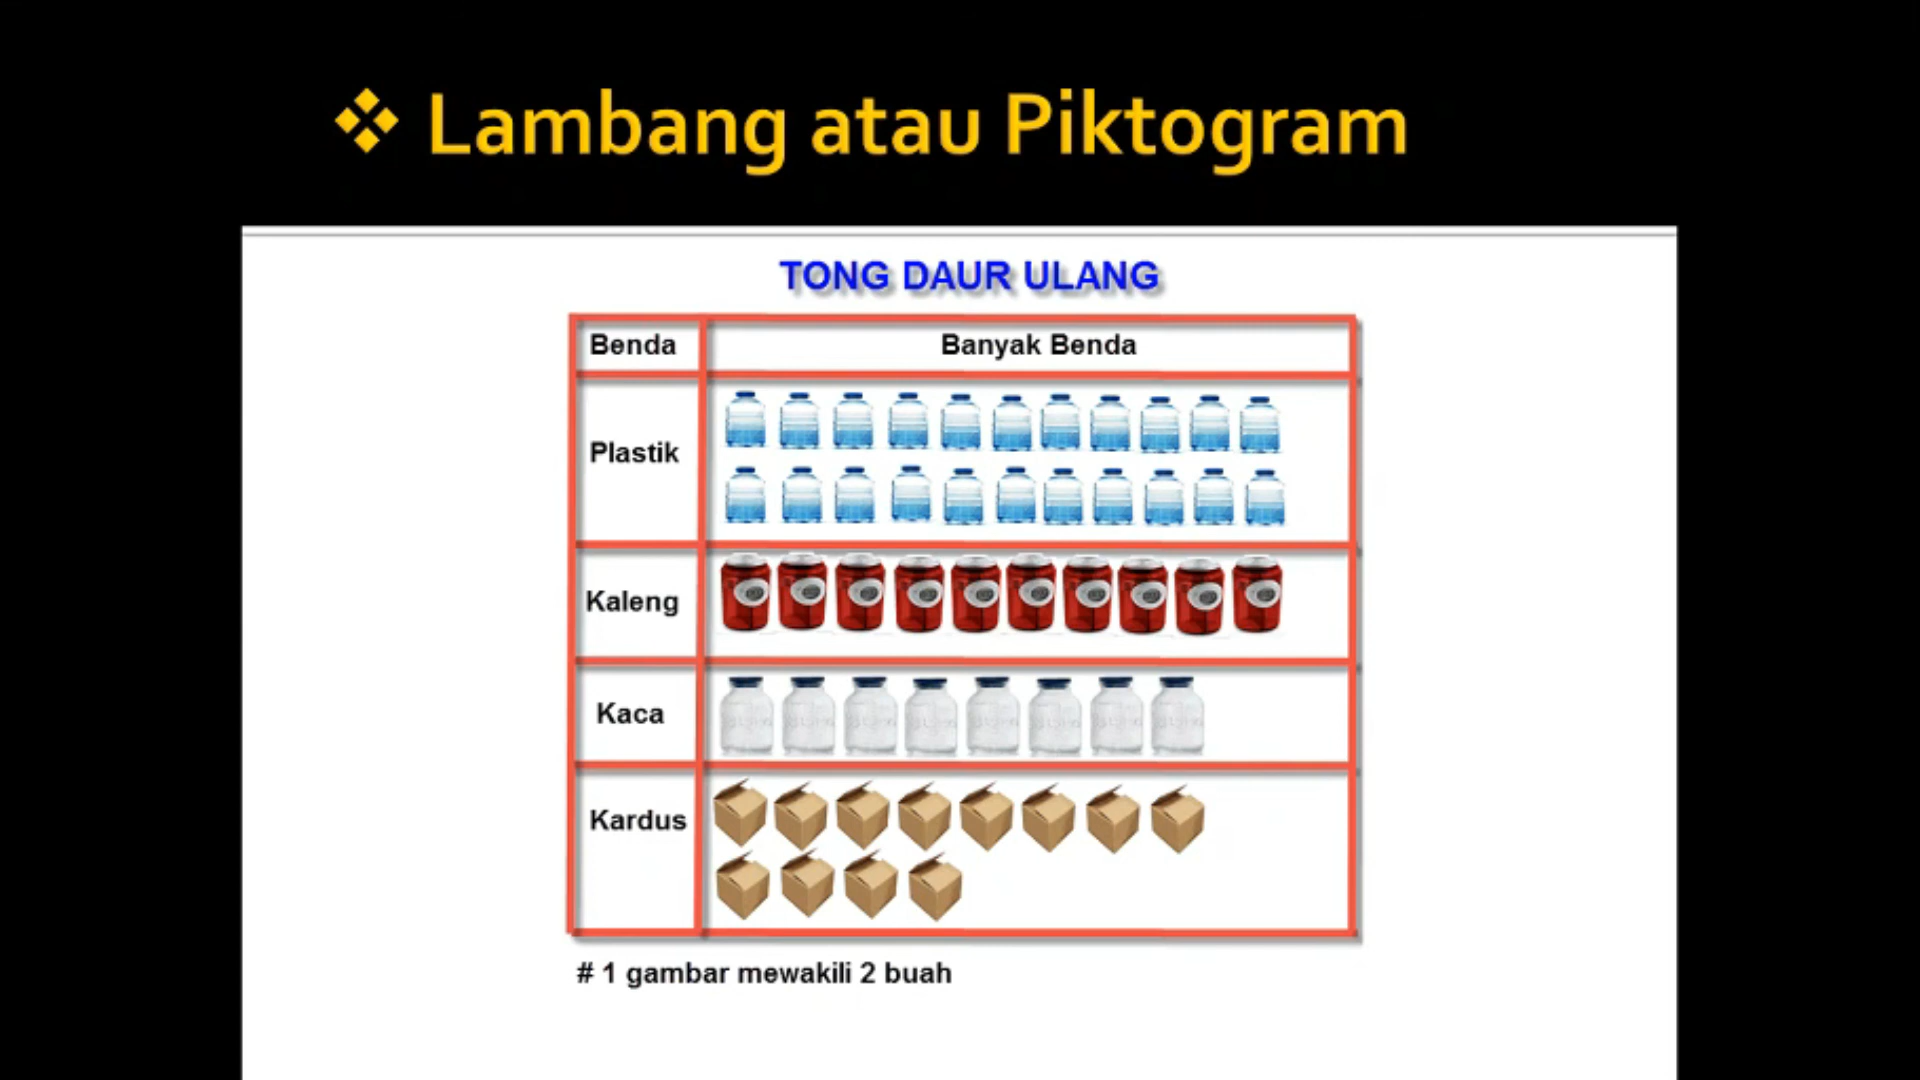 Lambang atau Piktogram
TONG DAUR ULANG
Benda
Banyak Benda
Plastik
Kaleng
Kaca
Kardus
# 1 gambar mewakili 2 buah